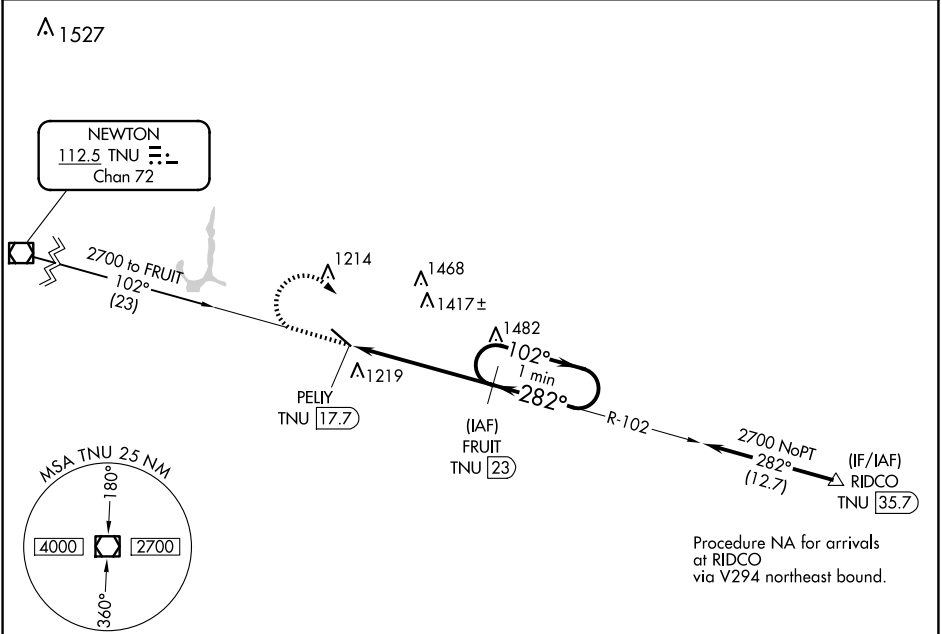 1527
NEWTON
112.5 TNU
Chan 72
2700 to FRUIT
102°
(23)
1214
1468
1417±
1482
102°
1 min
282°
1219
PELIY
TNU 17.7
(IAF)
FRUIT
TNU 23
R-102
2700 NoPT
282°
(12.7)
(IF/IAF)
RIDCO
TNU 35.7
MSA TNU 25 NM
180°
4000
2700
360°
Procedure NA for arrivals
at RIDCO
via V294 northeast bound.